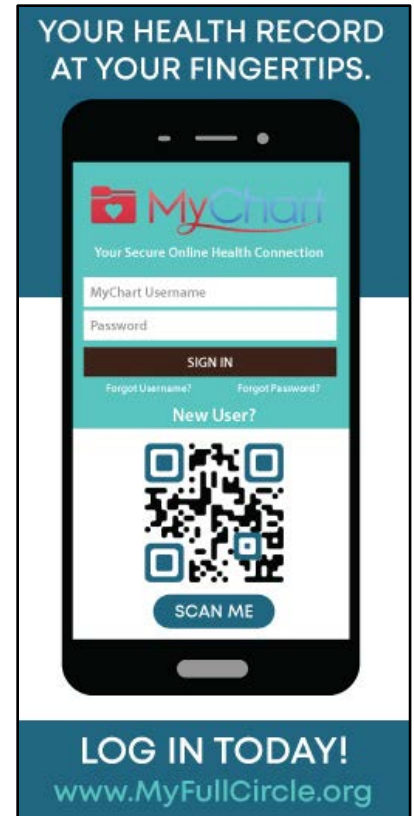 YOUR HEALTH RECORD
AT YOUR FINGERTIPS.
MyChart
Your Secure Online Health Connection
MyChart Username
Password
SIGN IN
Forgot Username? Forgot Password?
New User?
SCAN ME
LOG IN TODAY!
www.MyFullCircle.org